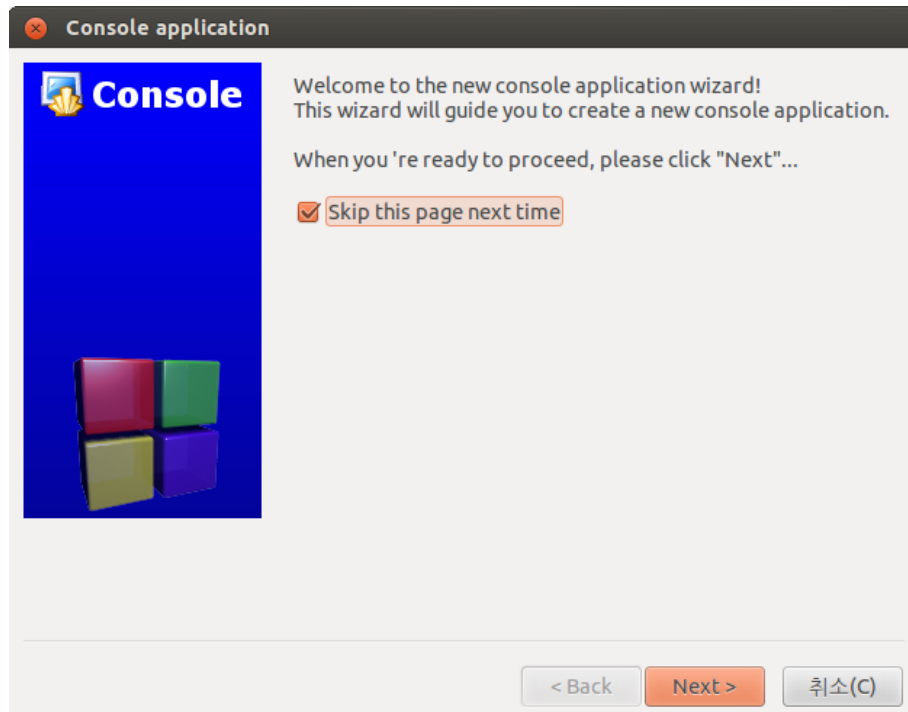 Console application
Console
Welcome to the new console application wizard!
This wizard will guide you to create a new console application.
When you 're ready to proceed, please click "Next"...
Skip this page next time
< Back
Next >
취소(C)